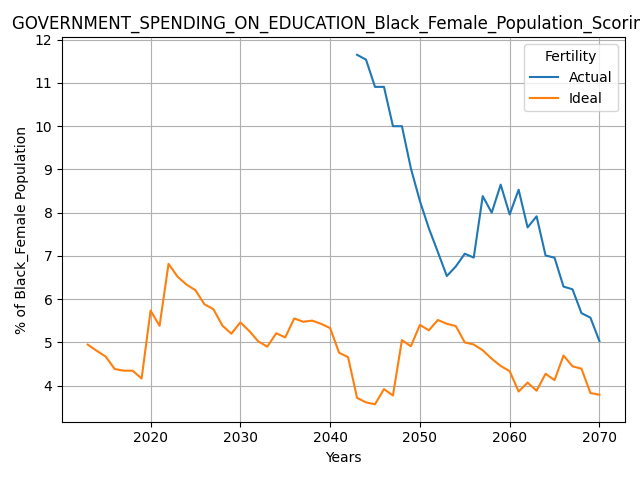 GOVERNMENT_SPENDING_ON_EDUCATION_Black_Female_Population_Scorin
Fertility
Actual
Ideal
% of Black_Female Population
12
11
10
9
8
7
6
5
4
2020 2030 2040 2050 2060 2070
Years